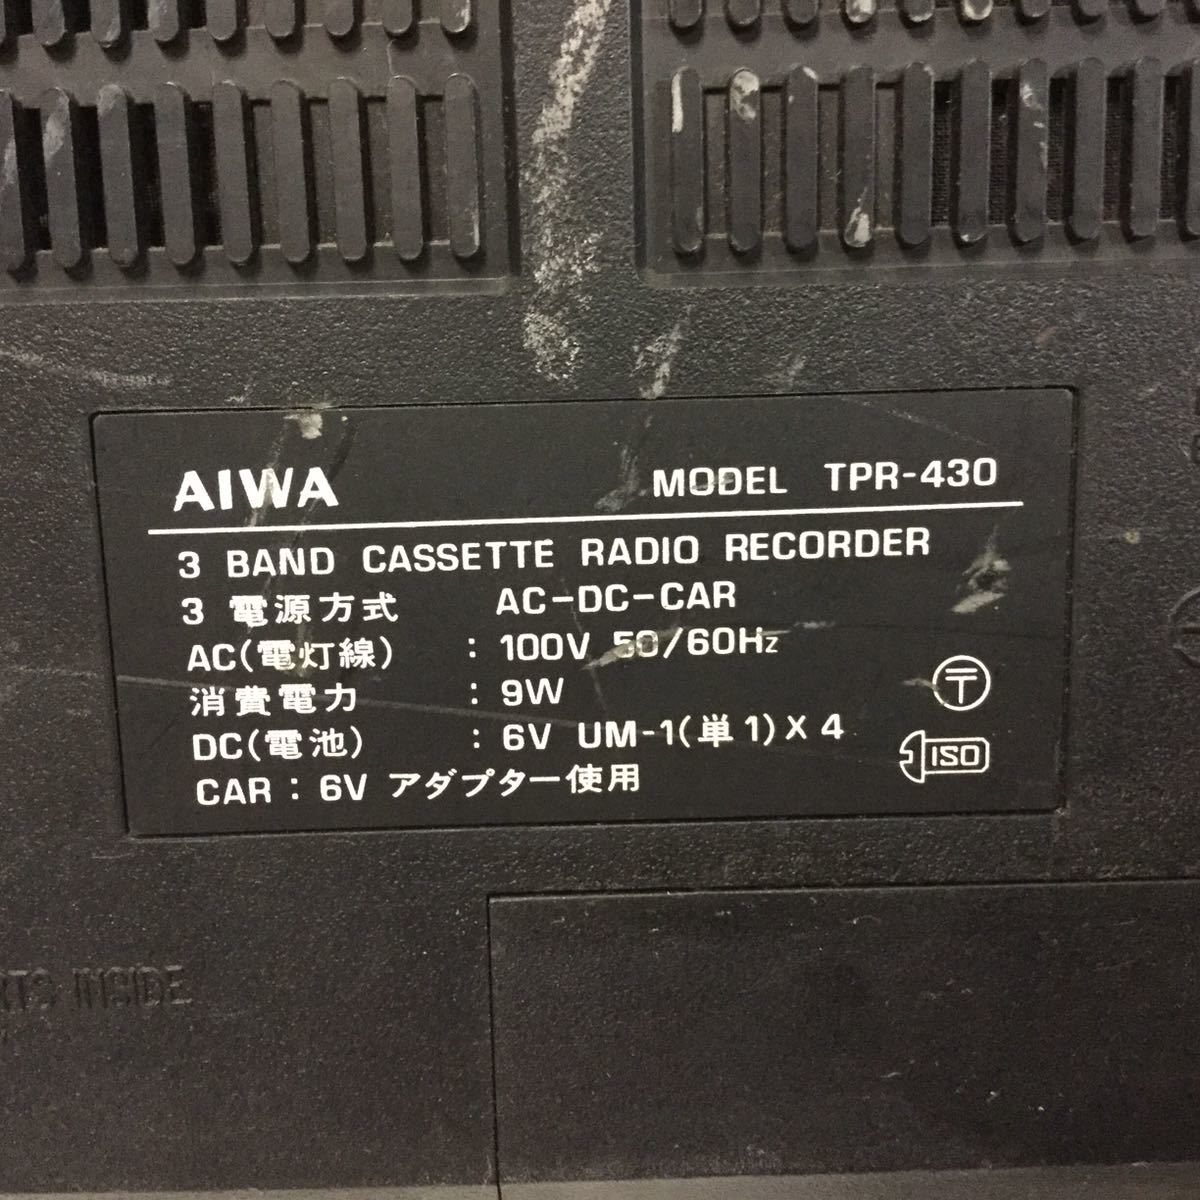 AIWA MODEL TPR-430
3 BAND CASSETTE RADIO RECORDER
3 電源方式 AC-DC-CAR
AC(電灯線) : 100V 50/60Hz
消費電力 : 9W
DC(電池) : 6V UM-1(単1)X4
CAR : 6V アダプター使用
〒
ISO
INSIDE